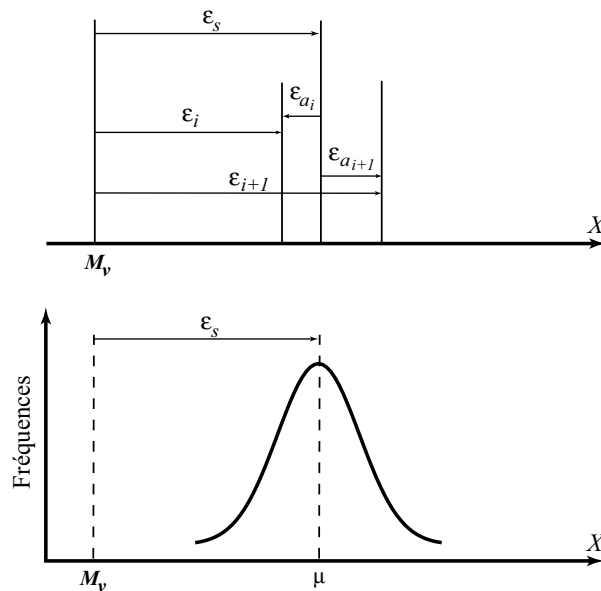 ε_s
ε_{a_i}
ε_i
ε_{a_{i+1}}
ε_{i+1}
X
M_v
ε_s
Fréquences
X
M_v
μ